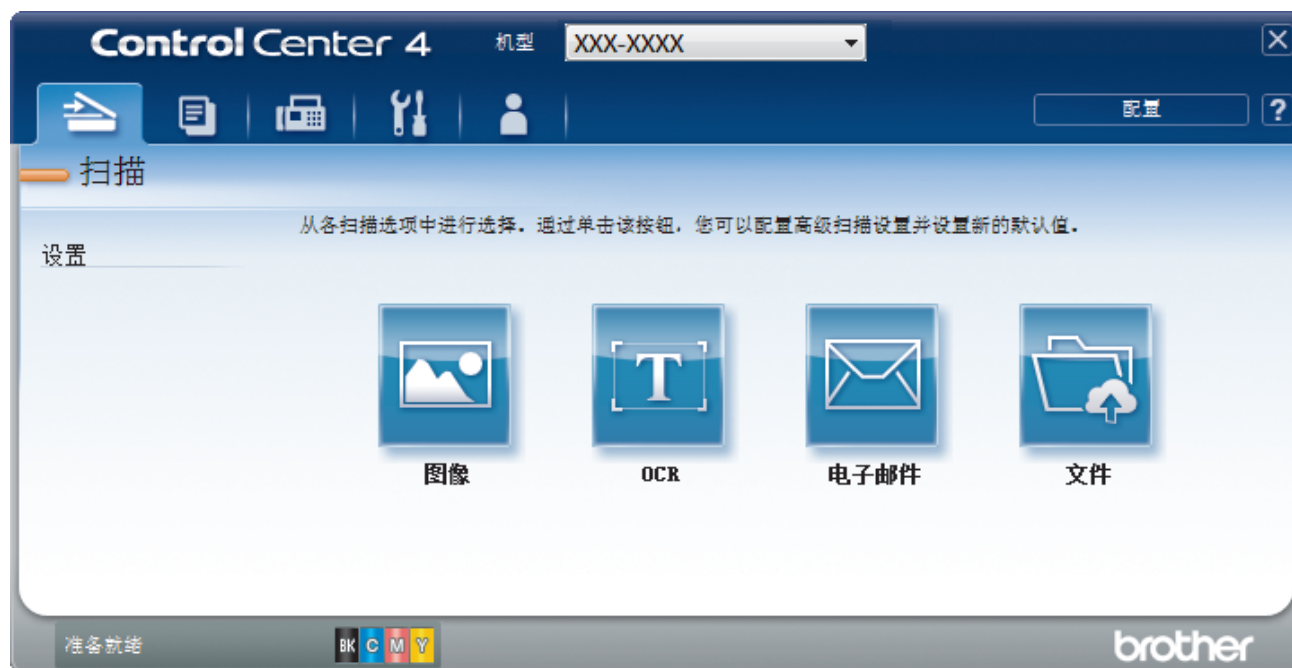 Control Center 4
机型
XXX-XXXX
配置
?
扫描
从各扫描选项中进行选择。通过单击该按钮，您可以配置高级扫描设置并设置新的默认值。
设置
T
图像
OCR
电子邮件
文件
准备就绪
BK C M Y
brother